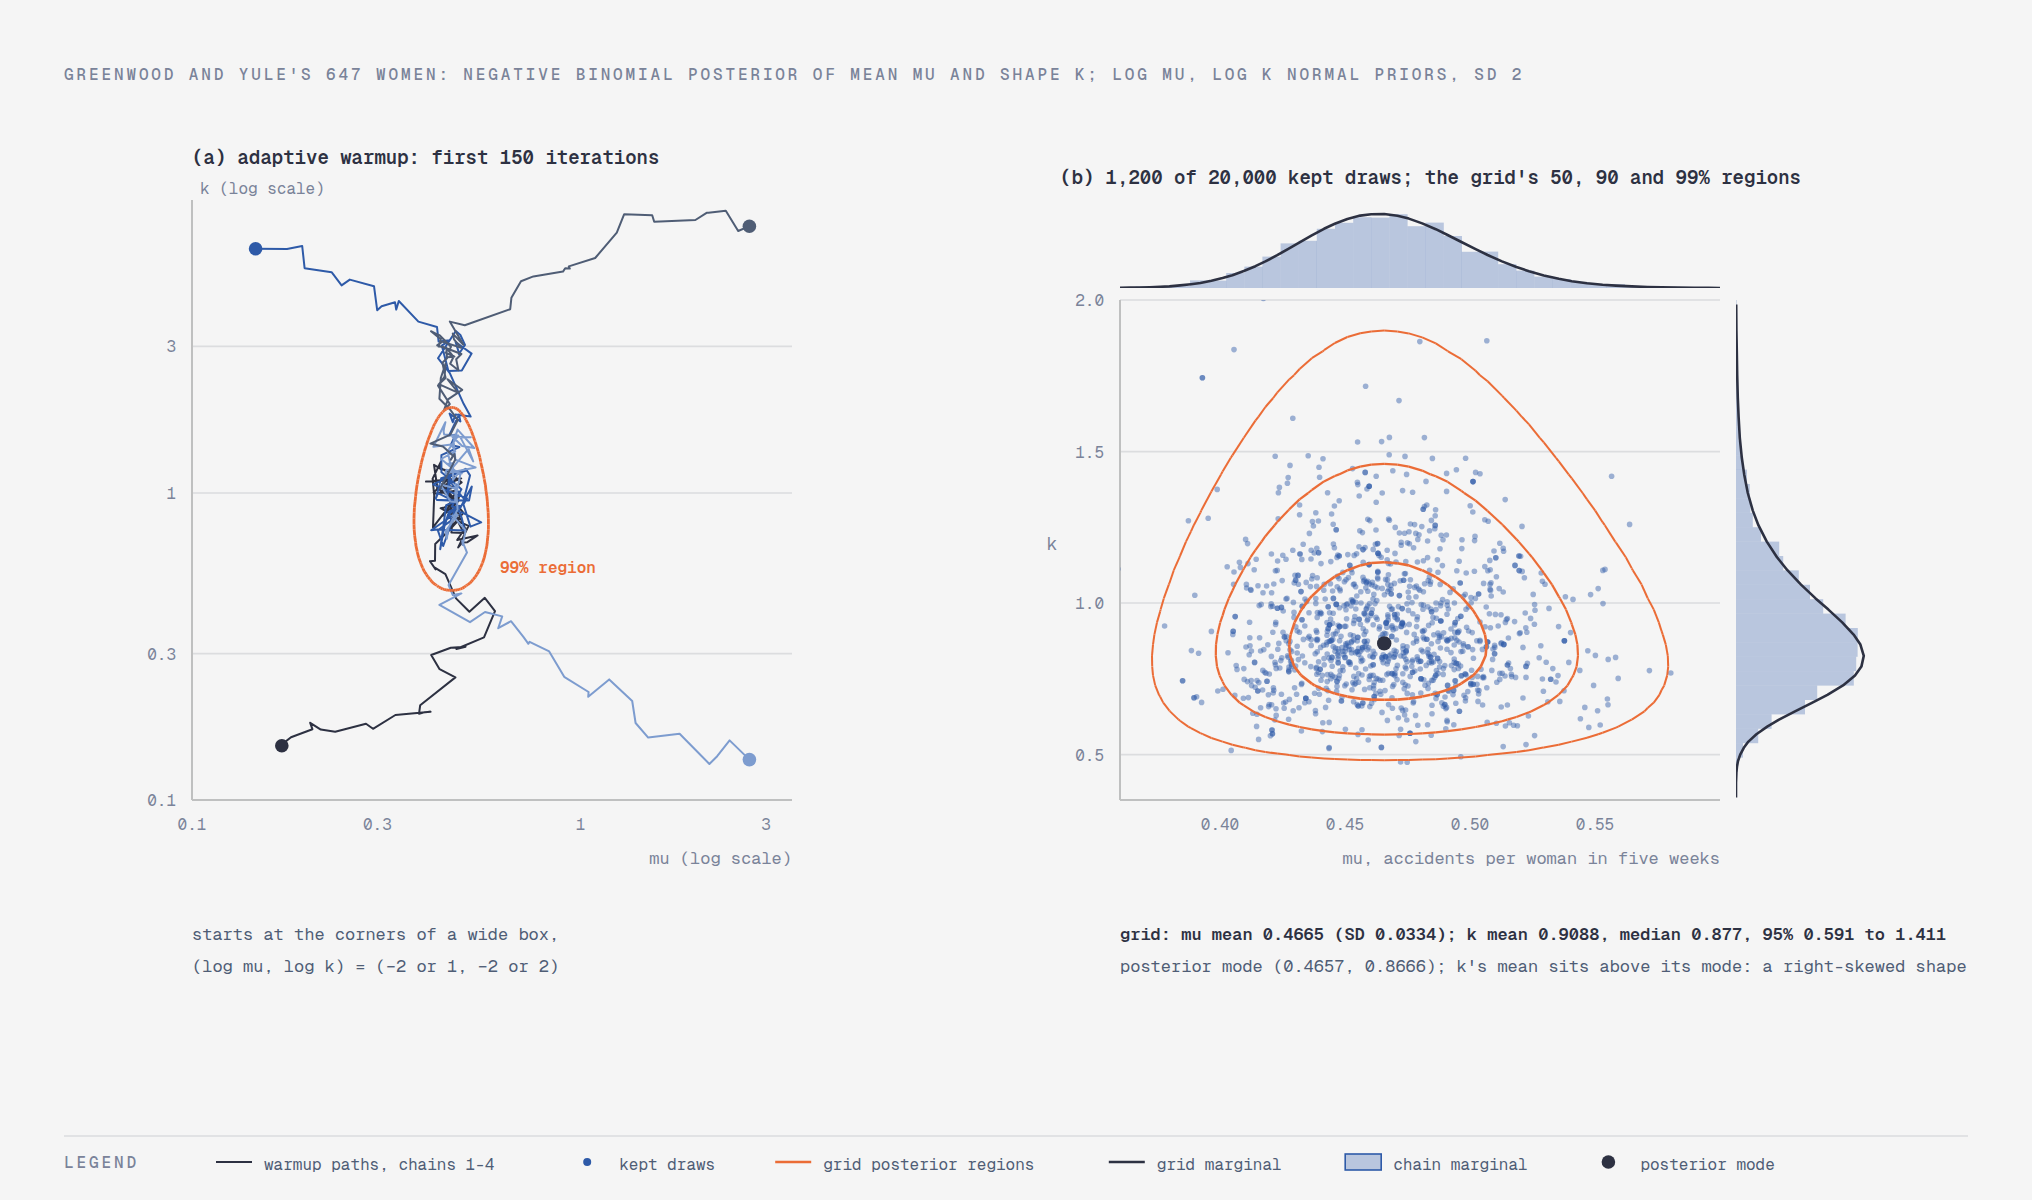 GREENWOOD AND YULE'S 647 WOMEN: NEGATIVE BINOMIAL POSTERIOR OF MEAN MU AND SHAPE K; LOG MU, LOG K NORMAL PRIORS, SD 2
(a) adaptive warmup: first 150 iterations
k (log scale)
3
1
0.3
0.1
99% region
0.1
0.3
1
3
mu (log scale)
starts at the corners of a wide box,
(log mu, log k) = (−2 or 1, −2 or 2)
(b) 1,200 of 20,000 kept draws; the grid's 50, 90 and 99% regions
2.0
1.5
k
1.0
0.5
0.40
0.45
0.50
0.55
mu, accidents per woman in five weeks
grid: mu mean 0.4665 (SD 0.0334); k mean 0.9088, median 0.877, 95% 0.591 to 1.411
posterior mode (0.4657, 0.8666); k's mean sits above its mode: a right-skewed shape
LEGEND
warmup paths, chains 1-4
kept draws
grid posterior regions
grid marginal
chain marginal
posterior mode